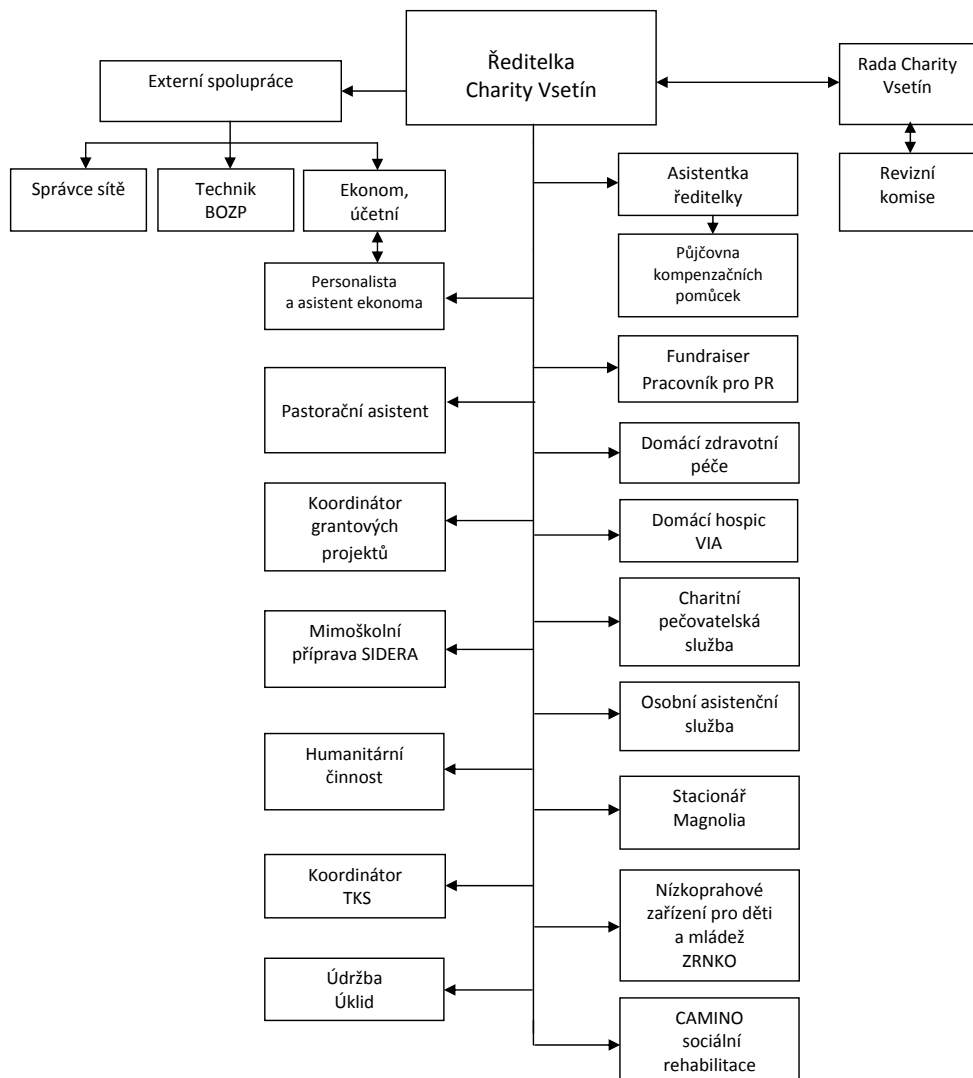 Ředitelka
Charity Vsetín
Externí spolupráce
Rada Charity
Vsetín
Správce sítě
Technik
BOZP
Ekonom,
účetní
Asistentka
ředitelky
Revizní
komise
Personalista
a asistent ekonoma
Půjčovna
kompenzačních
pomůcek
Fundraiser
Pracovník pro PR
Pastorační asistent
Domácí zdravotní
péče
Koordinátor
grantových
projektů
Domácí hospic
VIA
Mimoškolní
příprava SIDERA
Charitní
pečovatelská
služba
Osobní asistenční
služba
Humanitární
činnost
Stacionář
Magnolia
Koordinátor
TKS
Nízkoprahové
zařízení pro děti
a mládež
ZRNKO
Údržba
Úklid
CAMINO
sociální
rehabilitace